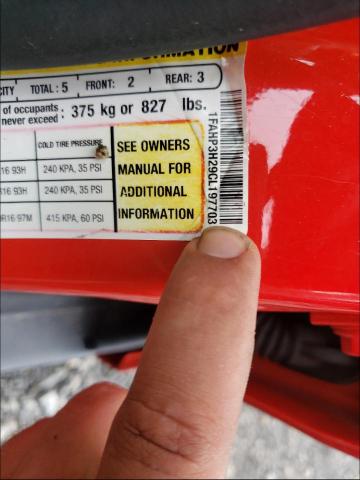 FORMATION
CITY TOTAL: 5 FRONT: 2 REAR: 3
of occupants 375 kg or 827 lbs.
never exceed:
COLD TIRE PRESSURE
16 93H 240 KPA, 35 PSI
16 93H 240 KPA, 35 PSI
R16 97M 415 KPA, 60 PSI
SEE OWNERS
MANUAL FOR
ADDITIONAL
INFORMATION
1FAHP3H29CL197703